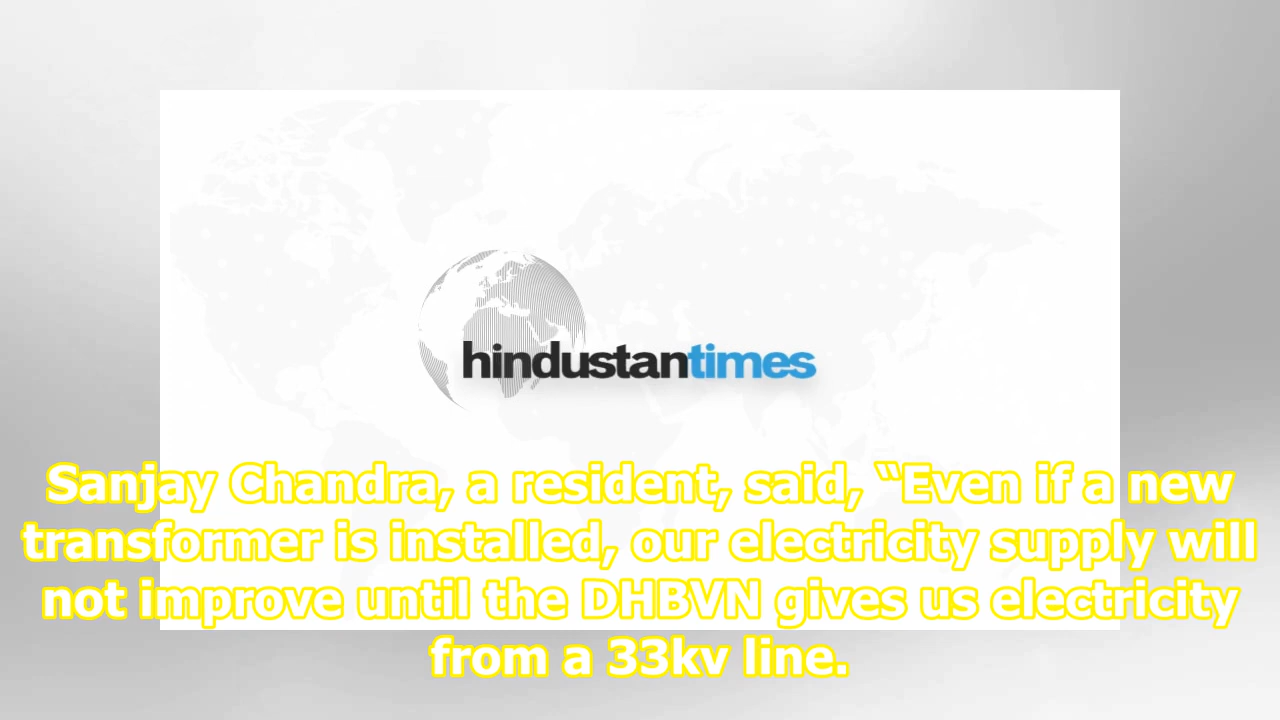 hindustantimes
Sanjay Chandra, a resident, said, “Even if a new
transformer is installed, our electricity supply will
not improve until the DHBVN gives us electricity
from a 33kv line.